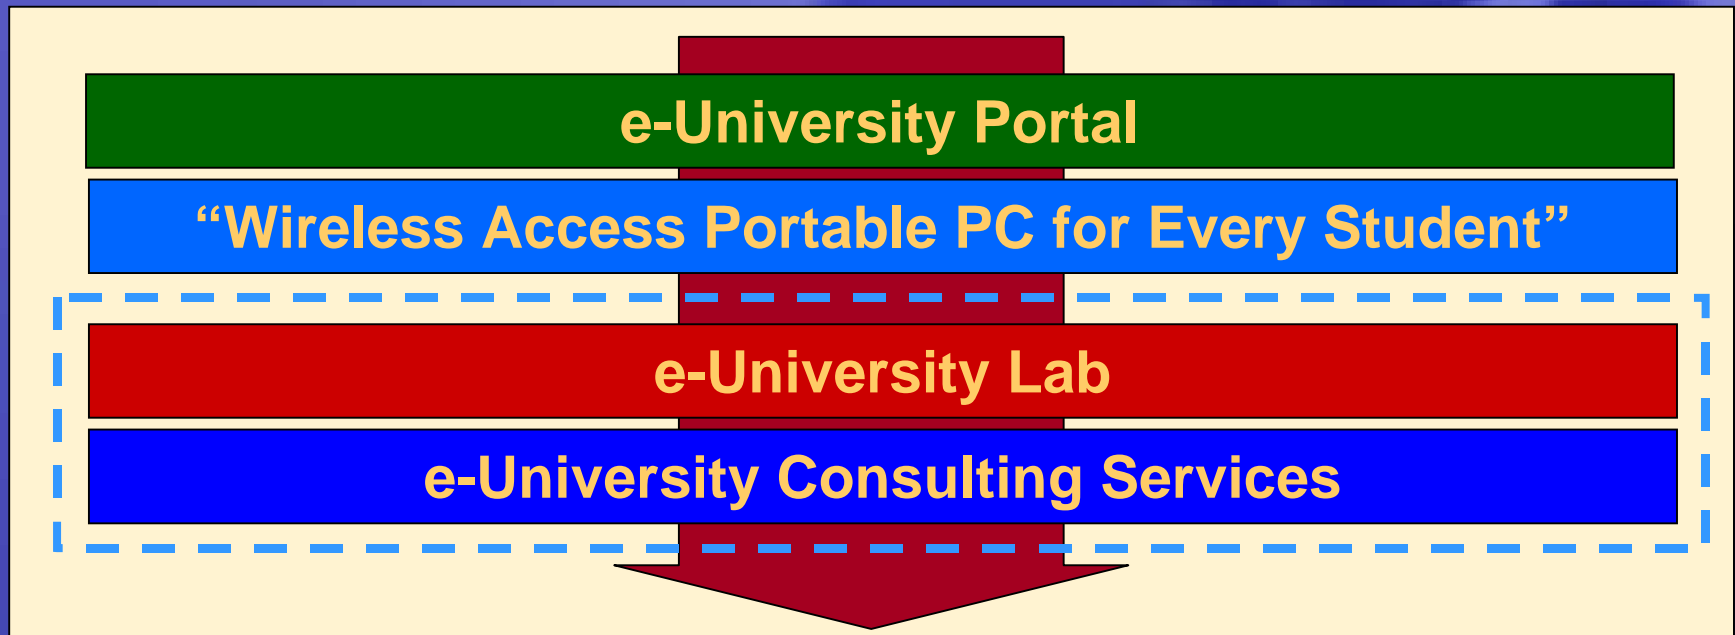 e-University Portal
“Wireless Access Portable PC for Every Student”
e-University Lab
e-University Consulting Services